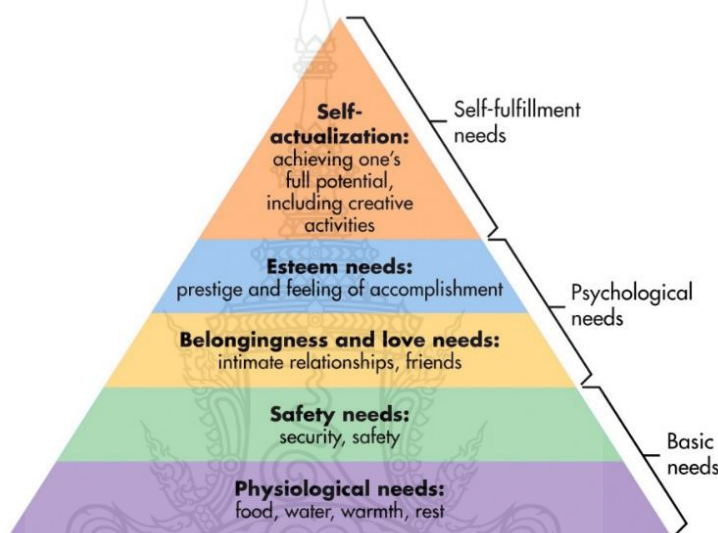 Self-
actualization:
achieving one's
full potential,
including creative
activities
Self-fulfillment
needs
Esteem needs:
prestige and feeling of accomplishment
Psychological
needs
Belongingness and love needs:
intimate relationships, friends
Safety needs:
security, safety
Basic
needs
Physiological needs:
food, water, warmth, rest